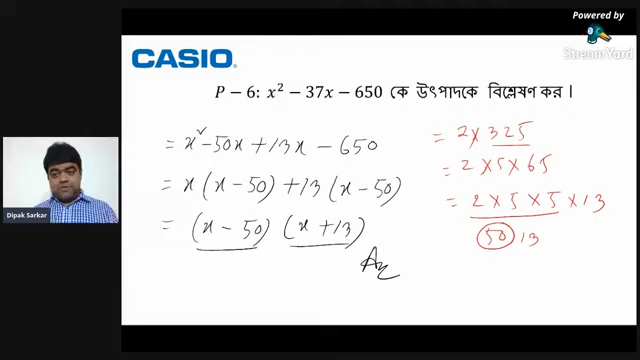 Powered by
StreamYard
CASIO
P – 6: x² – 37x – 650 কে উৎপাদকে বিশ্লেষণ কর ।
= x² - 50x + 13x - 650
= x (x - 50) + 13 (x - 50)
= (x - 50) (x + 13)
Ans
= 2 × 325
= 2 × 5 × 65
= 2 × 5 × 5 × 13
50 13
Dipak Sarkar